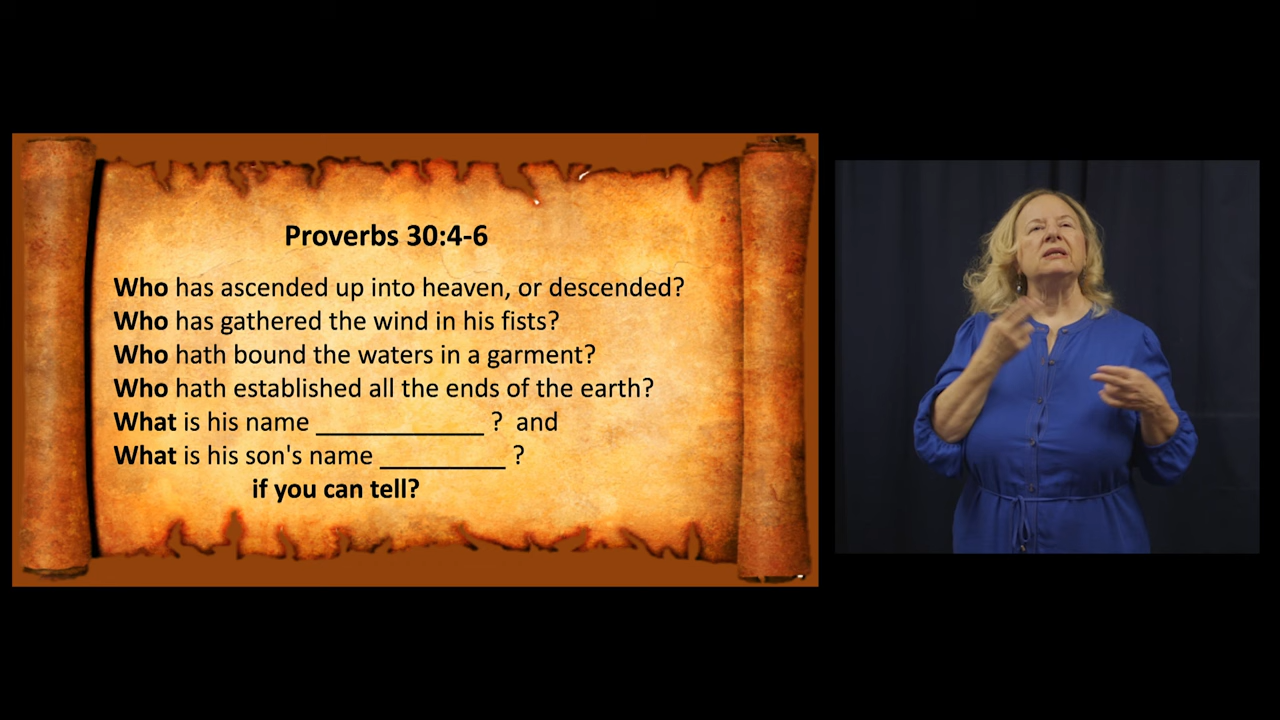 Proverbs 30:4-6
Who has ascended up into heaven, or descended?
Who has gathered the wind in his fists?
Who hath bound the waters in a garment?
Who hath established all the ends of the earth?
What is his name ____________ ? and
What is his son's name _________ ?
if you can tell?